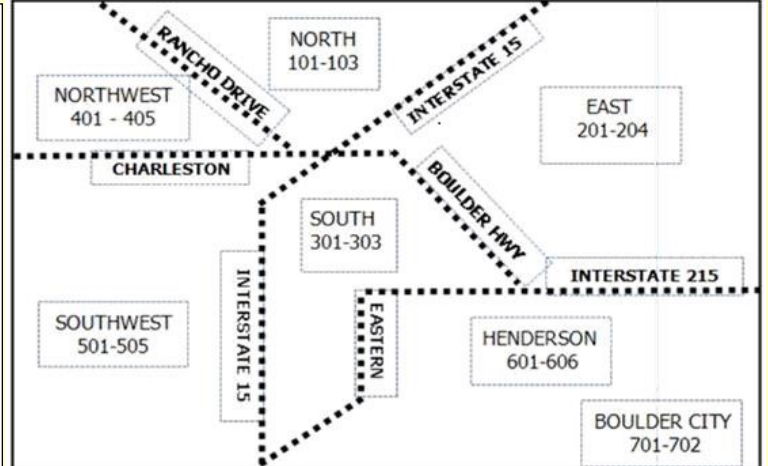 RANCHO DRIVE
NORTH
101-103
INTERSTATE 15
NORTHWEST
401 - 405
EAST
201-204
CHARLESTON
BOULDER HWY
SOUTH
301-303
INTERSTATE 215
INTERSTATE 15
EASTERN
SOUTHWEST
501-505
HENDERSON
601-606
BOULDER CITY
701-702